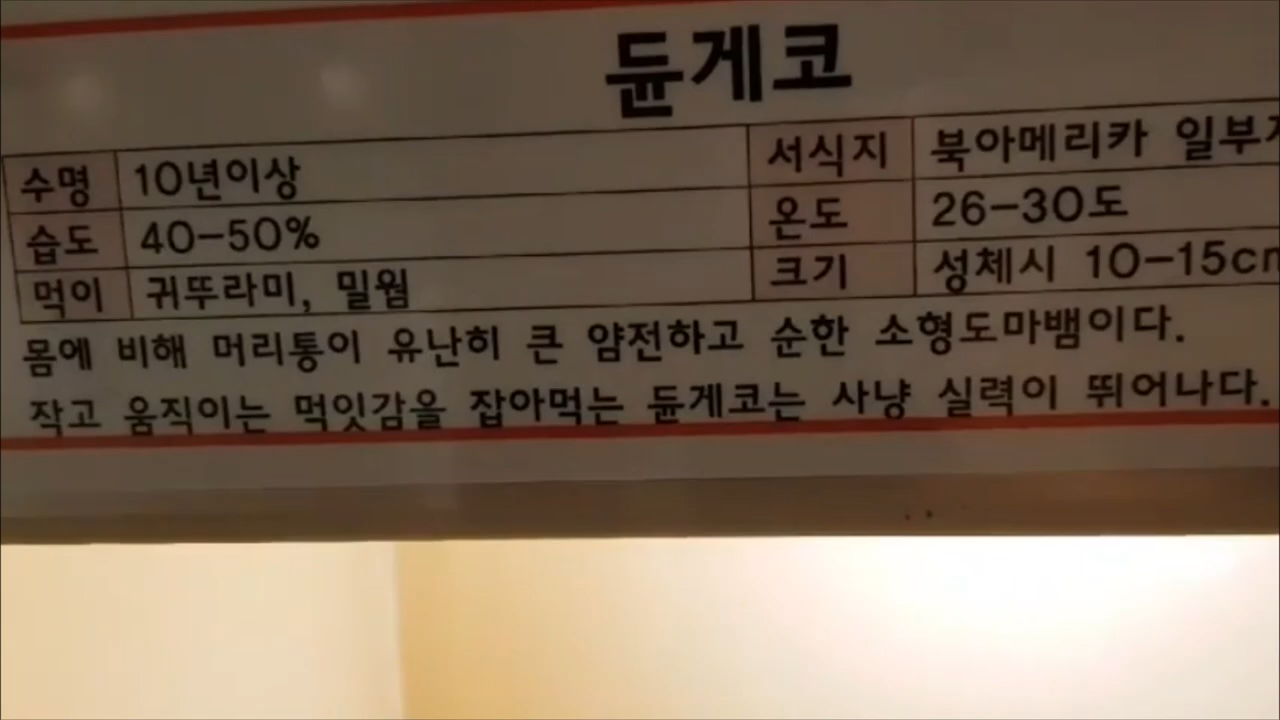 듄게코
수명 10년이상 서식지 북아메리카 일부
습도 40-50% 온도 26-30도
먹이 귀뚜라미, 밀웜 크기 성체시 10-15cm
몸에 비해 머리통이 유난히 큰 얌전하고 순한 소형도마뱀이다.
작고 움직이는 먹잇감을 잡아먹는 듄게코는 사냥 실력이 뛰어나다.